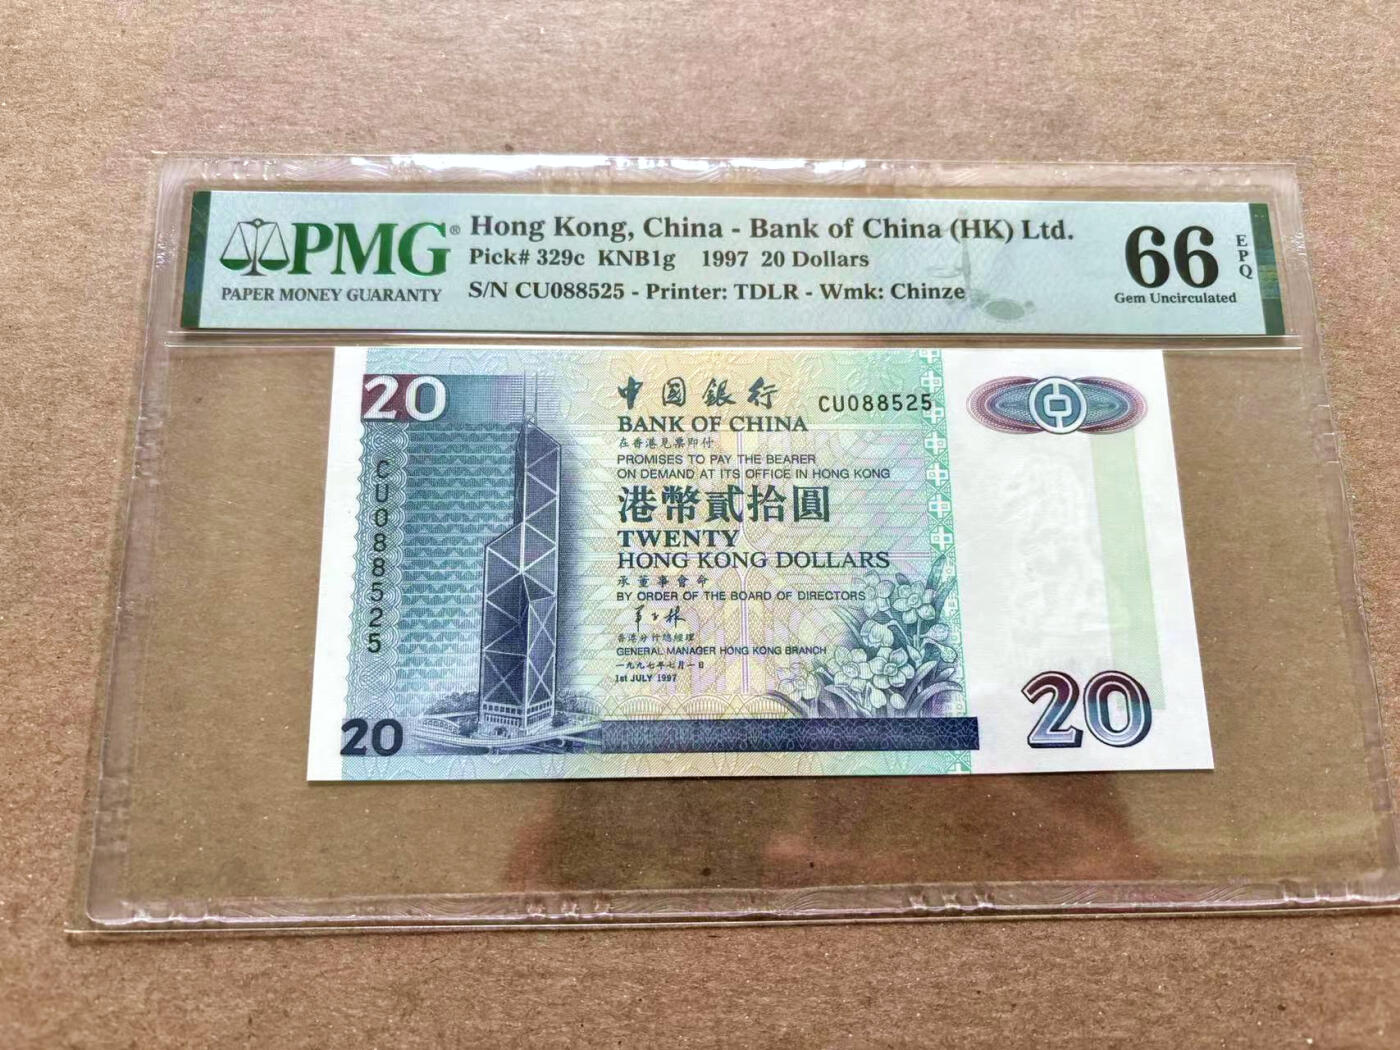 PMG®
PAPER MONEY GUARANTY
Hong Kong, China - Bank of China (HK) Ltd.
Pick# 329c KNB1g 1997 20 Dollars
S/N CU088525 - Printer: TDLR - Wmk: Chinze
66
EPQ
Gem Uncirculated
20
中國銀行
CU088525
BANK OF CHINA
在香港見票即付
PROMISES TO PAY THE BEARER
ON DEMAND AT ITS OFFICE IN HONG KONG
CU088525
港幣貳拾圓
TWENTY
HONG KONG DOLLARS
承董事會命
BY ORDER OF THE BOARD OF DIRECTORS
香港分行總經理
GENERAL MANAGER HONG KONG BRANCH
一九九七年七月一日
1st JULY 1997
20
20